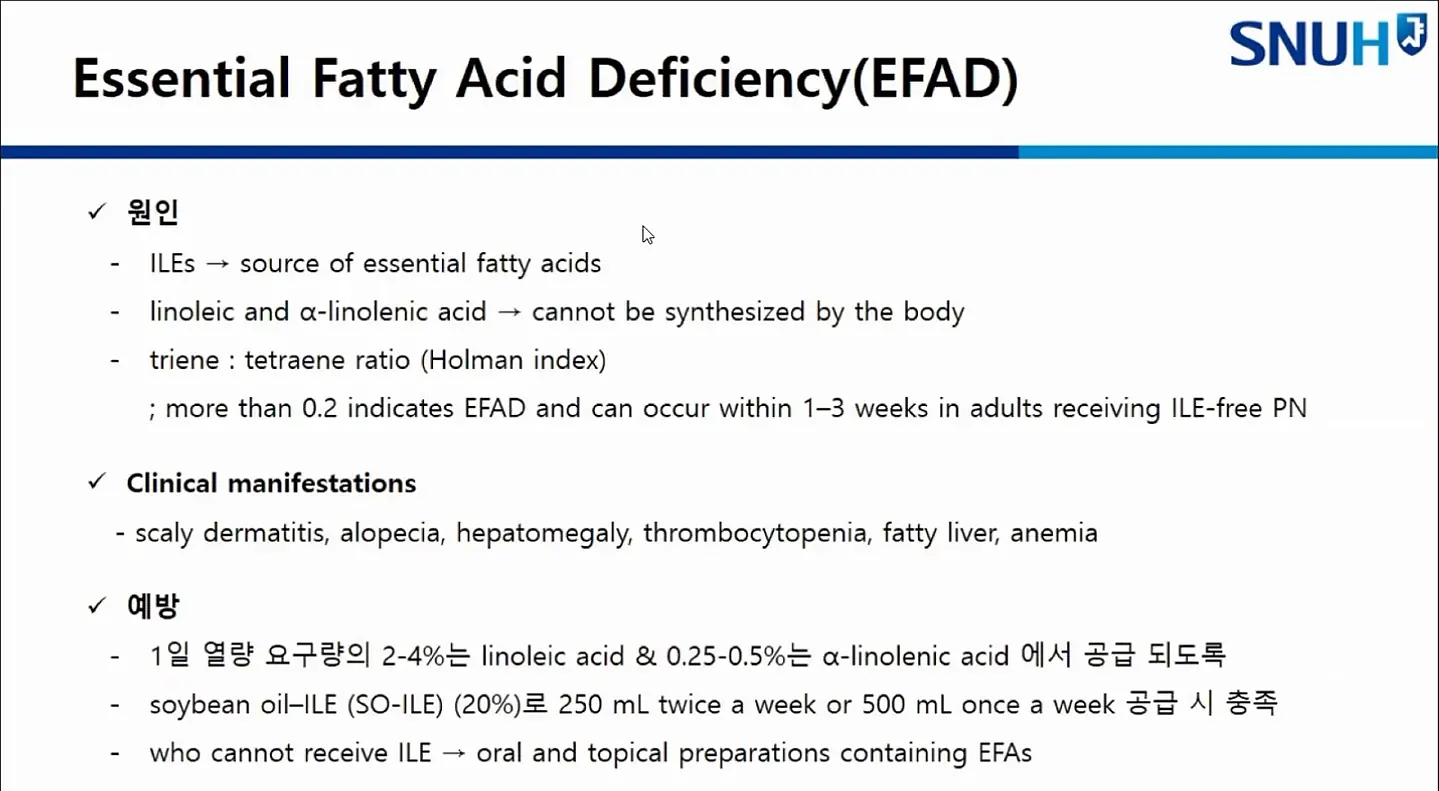 SNUH
Essential Fatty Acid Deficiency(EFAD)
✓ 원인
- ILEs → source of essential fatty acids
- linoleic and α-linolenic acid → cannot be synthesized by the body
- triene : tetraene ratio (Holman index)
; more than 0.2 indicates EFAD and can occur within 1–3 weeks in adults receiving ILE-free PN
✓ Clinical manifestations
- scaly dermatitis, alopecia, hepatomegaly, thrombocytopenia, fatty liver, anemia
✓ 예방
- 1일 열량 요구량의 2-4%는 linoleic acid & 0.25-0.5%는 α-linolenic acid 에서 공급 되도록
- soybean oil–ILE (SO-ILE) (20%)로 250 mL twice a week or 500 mL once a week 공급 시 충족
- who cannot receive ILE → oral and topical preparations containing EFAs